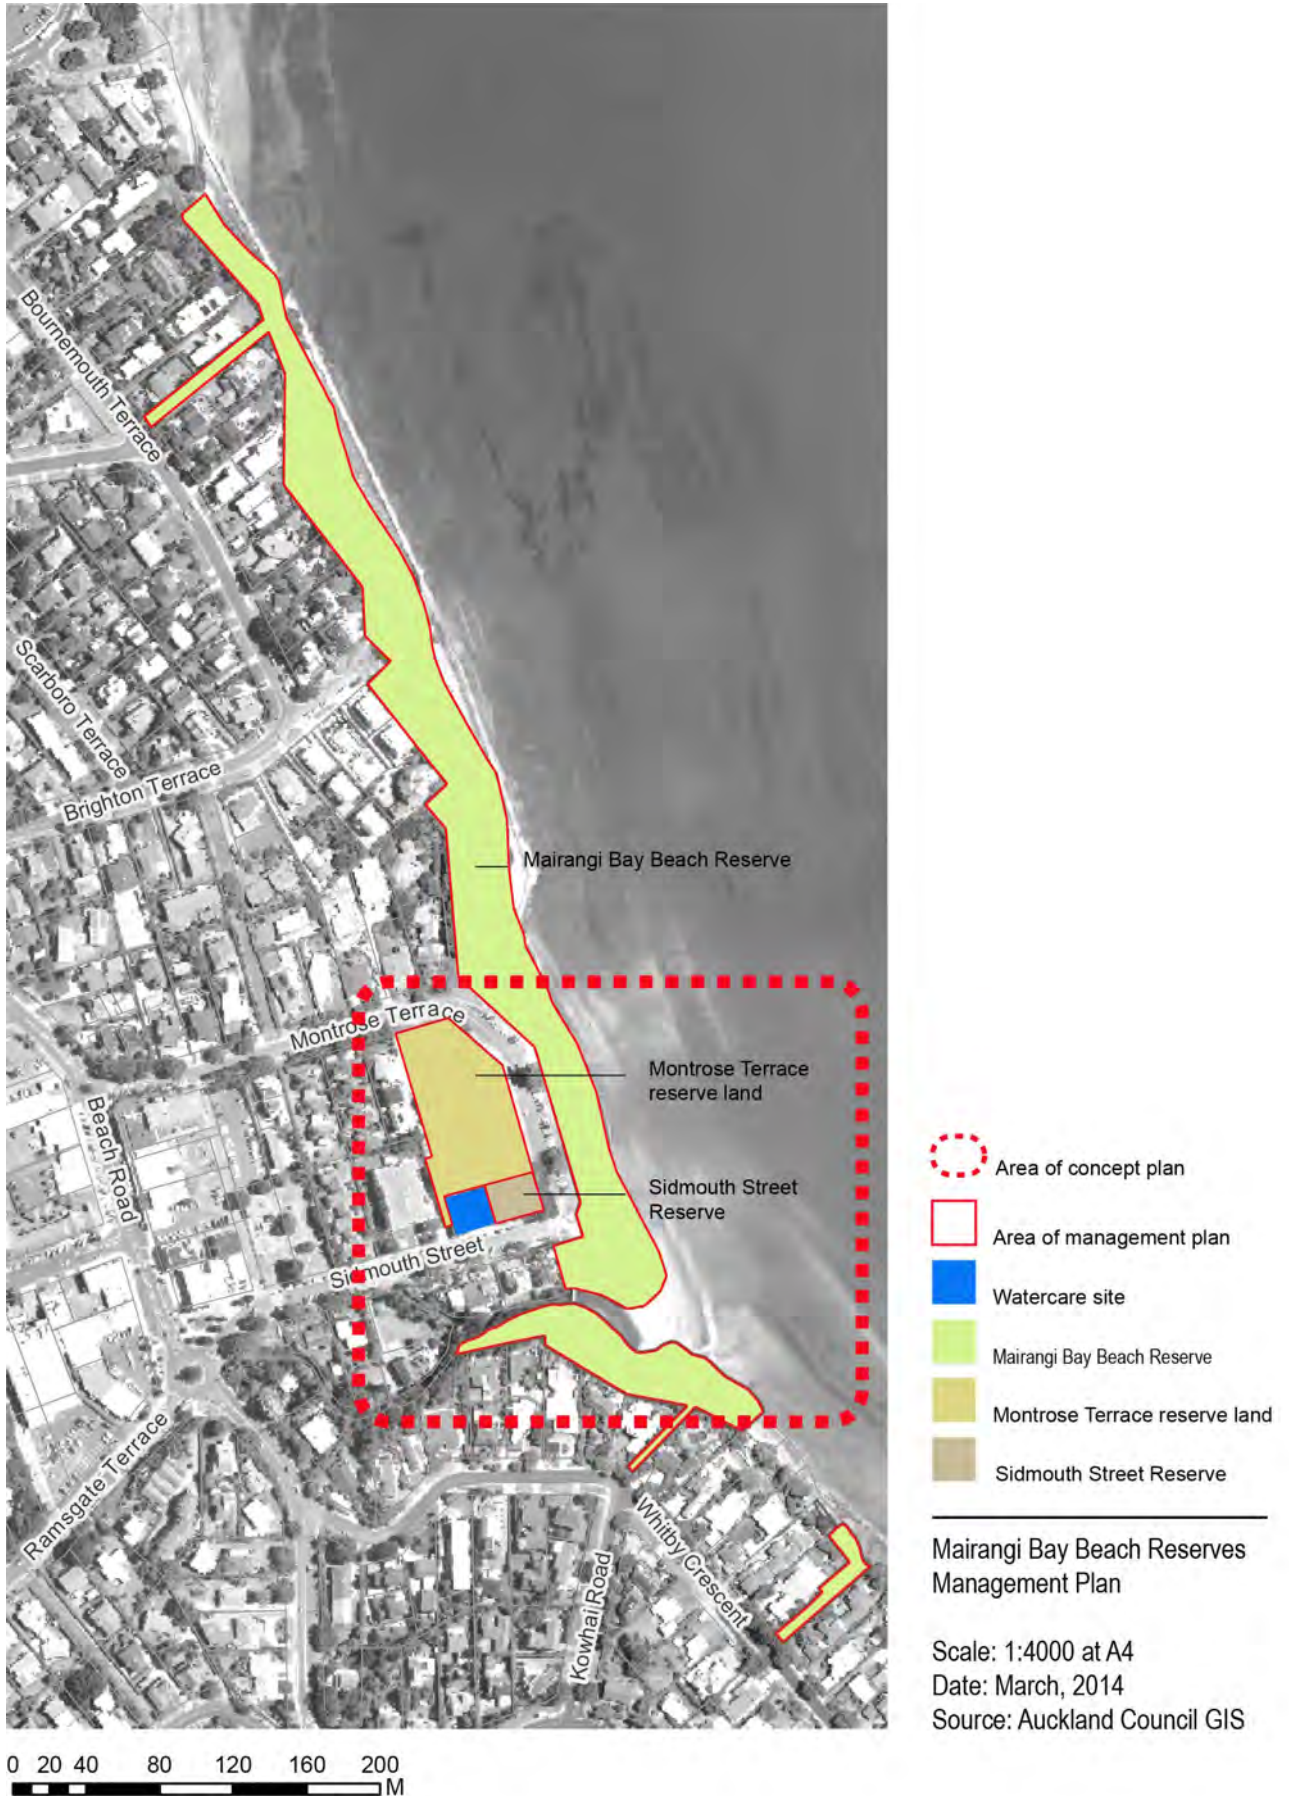 Bournemouth Terrace
Scarboro Terrace
Brighton Terrace
Mairangi Bay Beach Reserve
Montrose Terrace
Montrose Terrace
reserve land
Beach Road
Sidmouth Street
Reserve
Sidmouth Street
Ramsgate Terrace
Whitby Crescent
Kowhai Road
Area of concept plan
Area of management plan
Watercare site
Mairangi Bay Beach Reserve
Montrose Terrace reserve land
Sidmouth Street Reserve
Mairangi Bay Beach Reserves
Management Plan
Scale: 1:4000 at A4
Date: March, 2014
Source: Auckland Council GIS
0 20 40 80 120 160 200
M